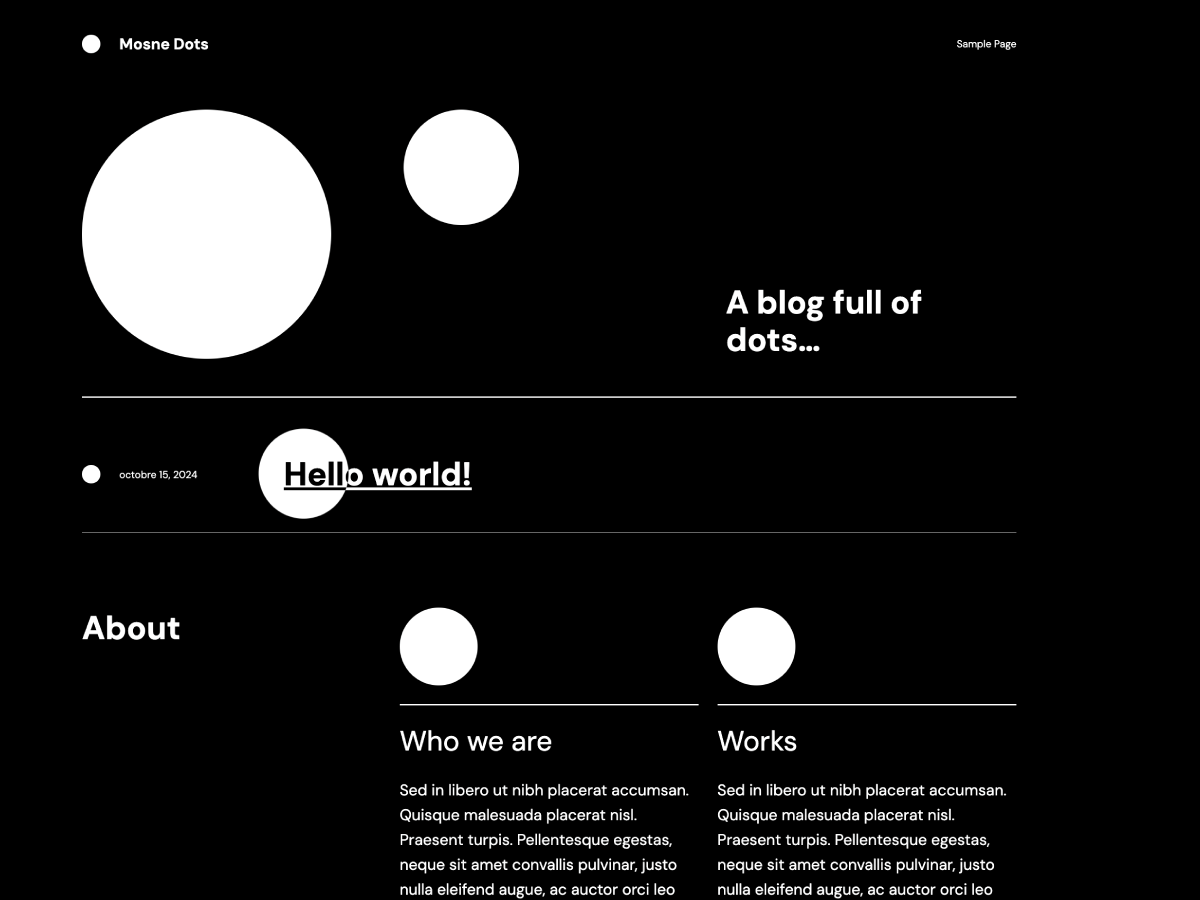 Mosne Dots
Sample Page
A blog full of
dots…
octobre 15, 2024
Hello world!
About
Who we are
Sed in libero ut nibh placerat accumsan.
Quisque malesuada placerat nisl.
Praesent turpis. Pellentesque egestas,
neque sit amet convallis pulvinar, justo
nulla eleifend augue, ac auctor orci leo
Works
Sed in libero ut nibh placerat accumsan.
Quisque malesuada placerat nisl.
Praesent turpis. Pellentesque egestas,
neque sit amet convallis pulvinar, justo
nulla eleifend augue, ac auctor orci leo